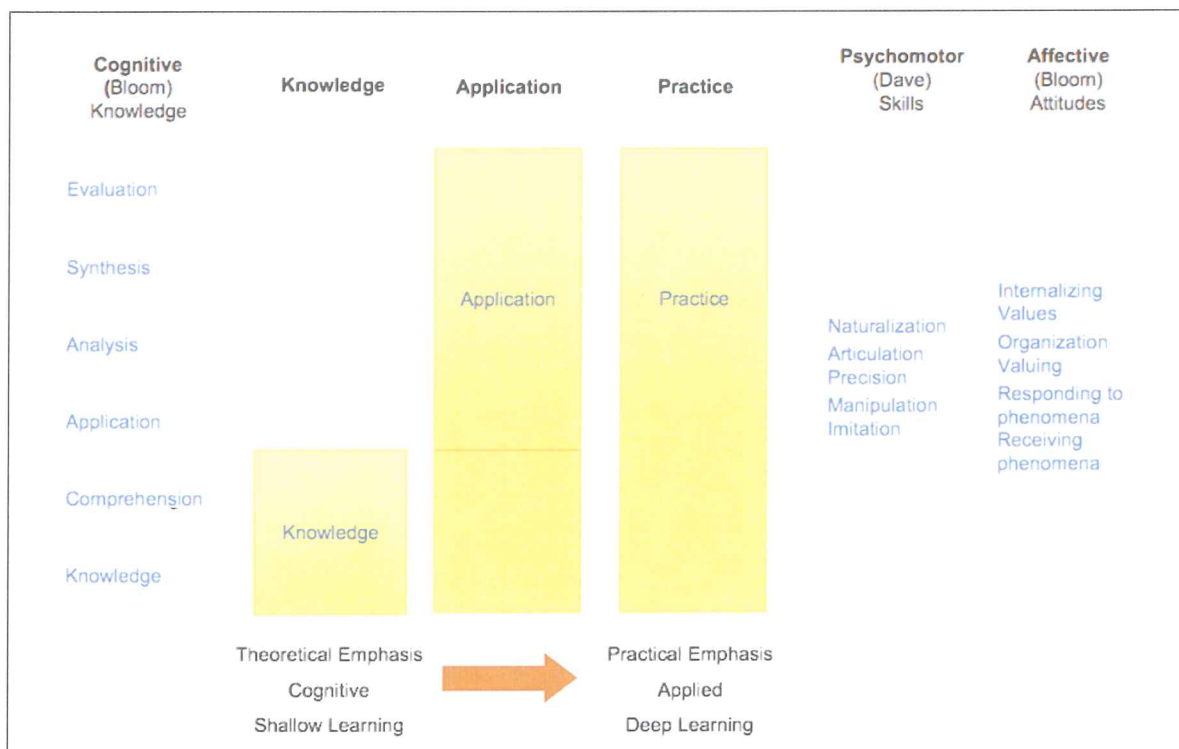 Cognitive
(Bloom)
Knowledge
Knowledge
Application
Practice
Psychomotor
(Dave)
Skills
Affective
(Bloom)
Attitudes
Evaluation
Synthesis
Analysis
Application
Comprehension
Knowledge
Knowledge
Application
Practice
Naturalization
Articulation
Precision
Manipulation
Imitation
Internalizing
Values
Organization
Valuing
Responding to
phenomena
Receiving
phenomena
Theoretical Emphasis
Cognitive
Shallow Learning
Practical Emphasis
Applied
Deep Learning